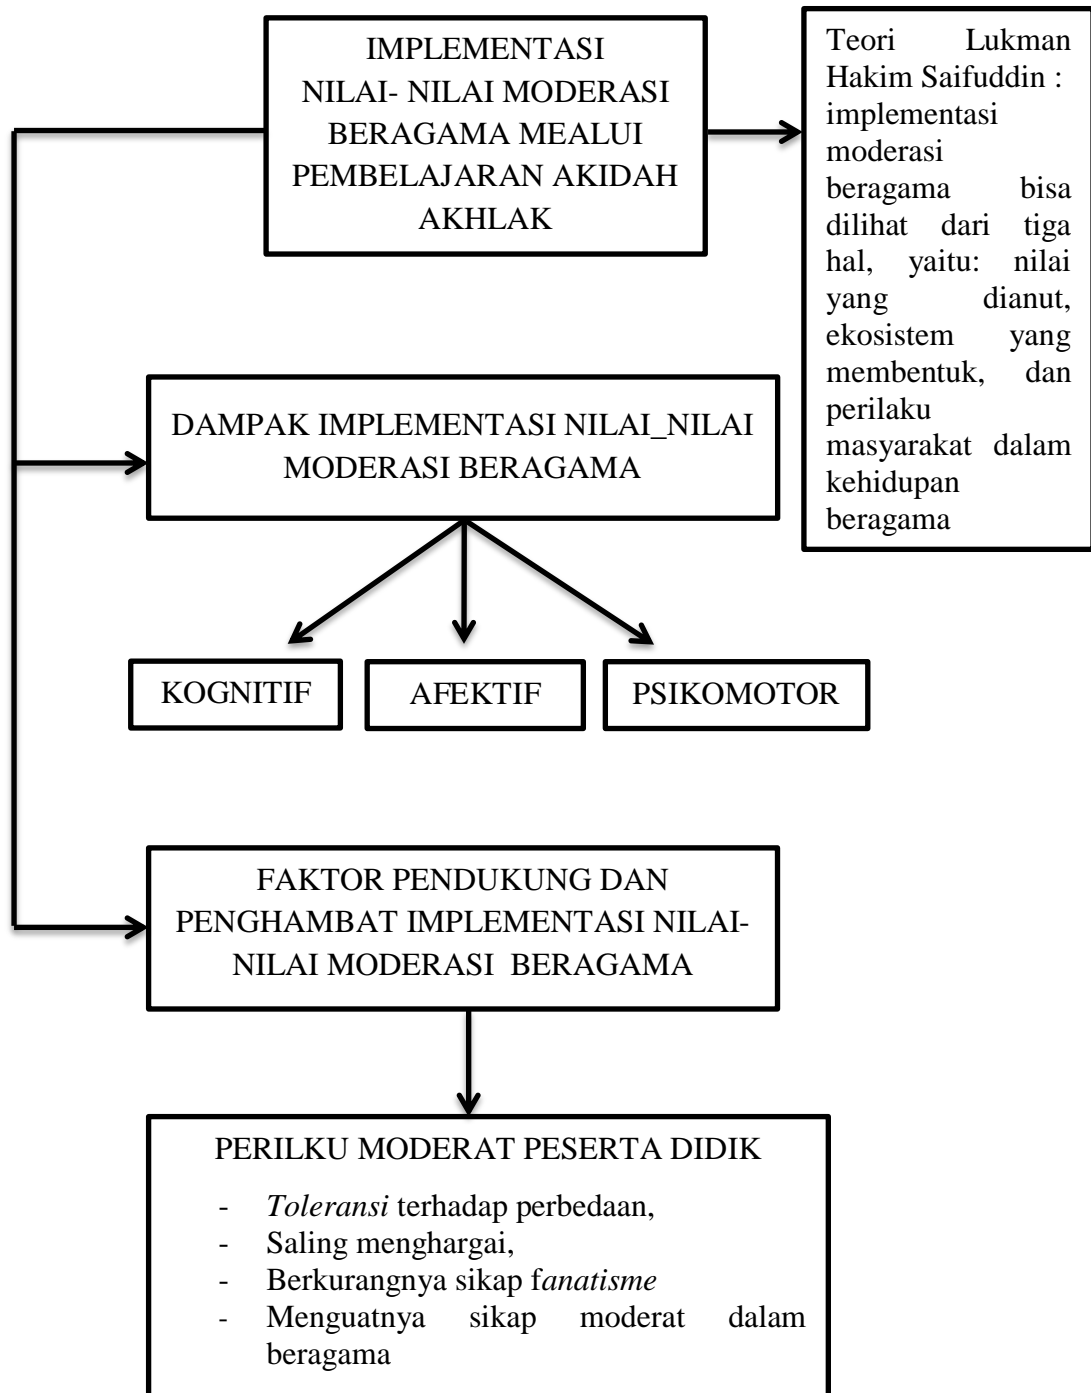 IMPLEMENTASI
NILAI- NILAI MODERASI
BERAGAMA MEALUI
PEMBELAJARAN AKIDAH
AKHLAK
Teori Lukman
Hakim Saifuddin :
implementasi
moderasi
beragama bisa
dilihat dari tiga
hal, yaitu: nilai
yang dianut,
ekosistem yang
membentuk, dan
perilaku
masyarakat dalam
kehidupan
beragama
DAMPAK IMPLEMENTASI NILAI_NILAI
MODERASI BERAGAMA
KOGNITIF
AFEKTIF
PSIKOMOTOR
FAKTOR PENDUKUNG DAN
PENGHAMBAT IMPLEMENTASI NILAI-
NILAI MODERASI BERAGAMA
PERILKU MODERAT PESERTA DIDIK
- Toleransi terhadap perbedaan,
- Saling menghargai,
- Berkurangnya sikap fanatisme
- Menguatnya sikap moderat dalam
beragama